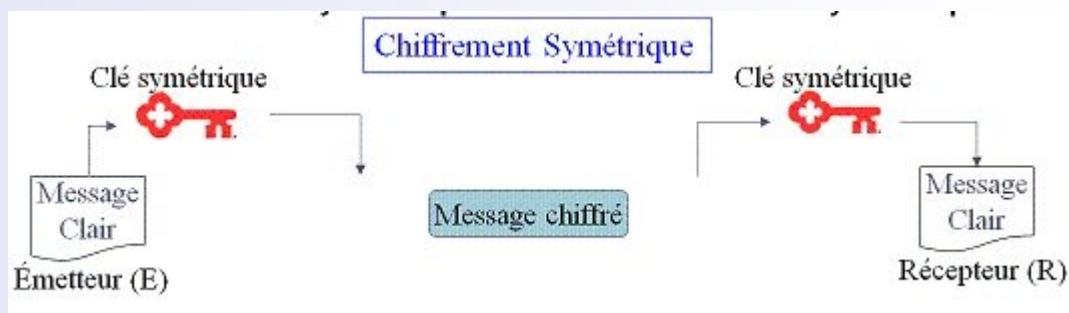 Chiffrement Symétrique
Clé symétrique
Clé symétrique
Message
Clair
Message chiffré
Message
Clair
Émetteur (E)
Récepteur (R)